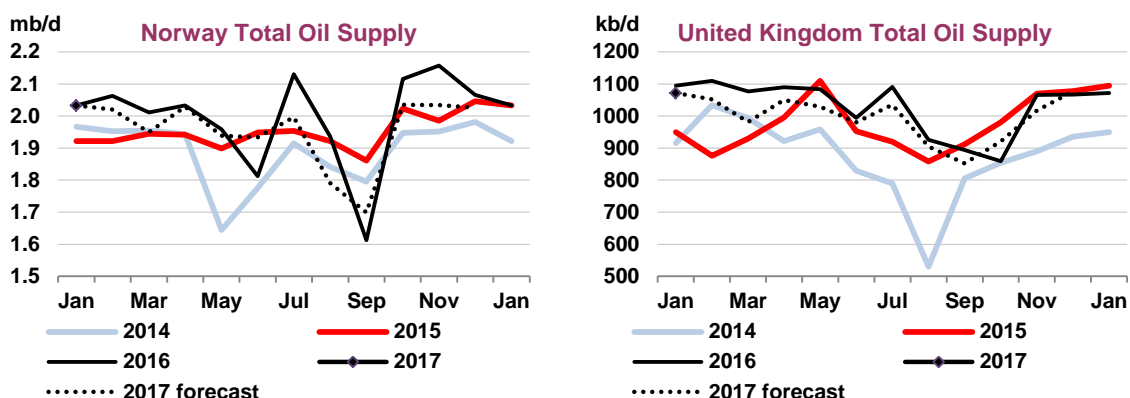 mb/d
Norway Total Oil Supply
2.2
2.1
2.0
1.9
1.8
1.7
1.6
1.5
Jan Mar May Jul Sep Nov Jan
2014 2015
2016 2017
2017 forecast
kb/d
United Kingdom Total Oil Supply
1200
1100
1000
900
800
700
600
500
Jan Mar May Jul Sep Nov Jan
2014 2015
2016 2017
2017 forecast